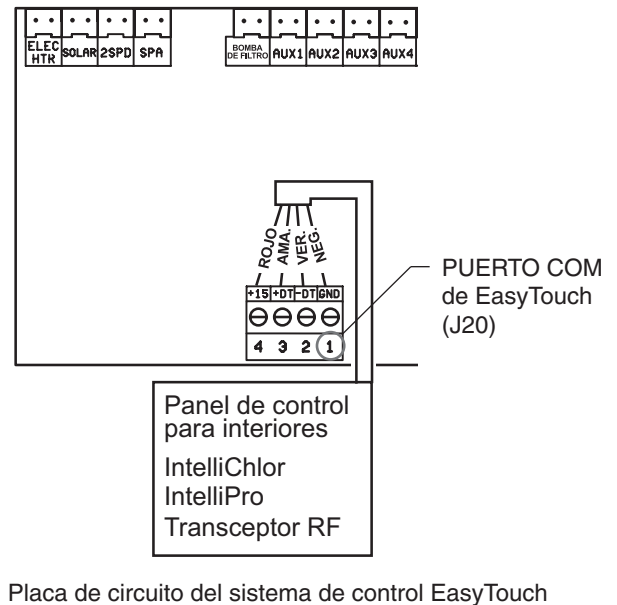 ELEC
HTR
SOLAR
2SPD
SPA
BOMBA
DE FILTRO
AUX1
AUX2
AUX3
AUX4
ROJO
AMA.
VER.
NEG.
+15
+DT
-DT
GND
4
3
2
1
PUERTO COM
de EasyTouch
(J20)
Panel de control
para interiores
IntelliChlor
IntelliPro
Transceptor RF
Placa de circuito del sistema de control EasyTouch